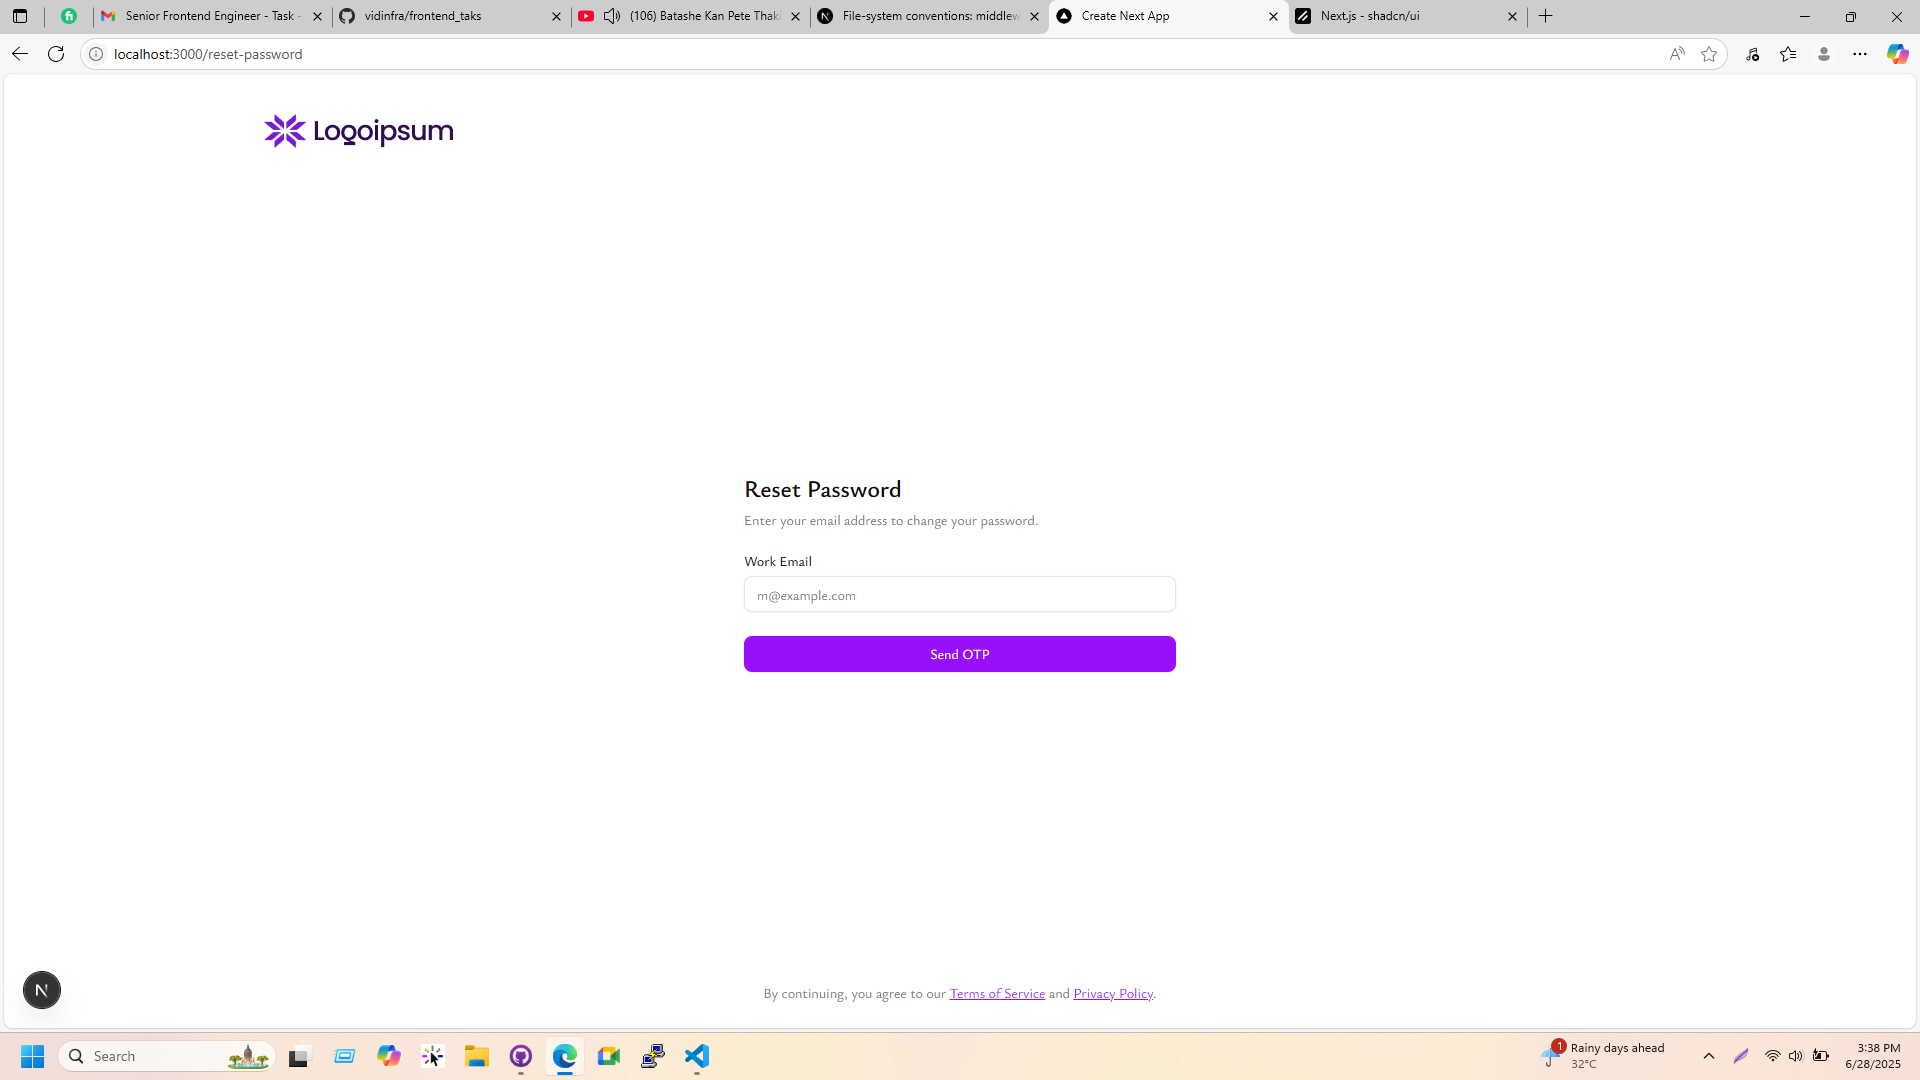 Senior Frontend Engineer - Task -
vidinfra/frontend_taks
(106) Batashe Kan Pete Thaki
File-system conventions: middlew
Create Next App
Next.js - shadcn/ui
localhost:3000/reset-password
Logoipsum
Reset Password
Enter your email address to change your password.
Work Email
m@example.com
Send OTP
By continuing, you agree to our Terms of Service and Privacy Policy.
N
Search
1
Rainy days ahead
32°C
3:38 PM
6/28/2025